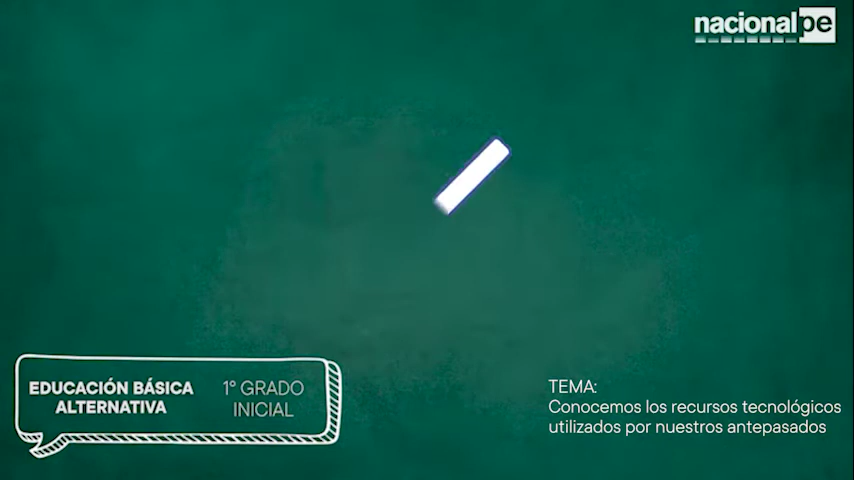 nacionalpe
EDUCACIÓN BÁSICA
ALTERNATIVA
1° GRADO
INICIAL
TEMA:
Conocemos los recursos tecnológicos
utilizados por nuestros antepasados